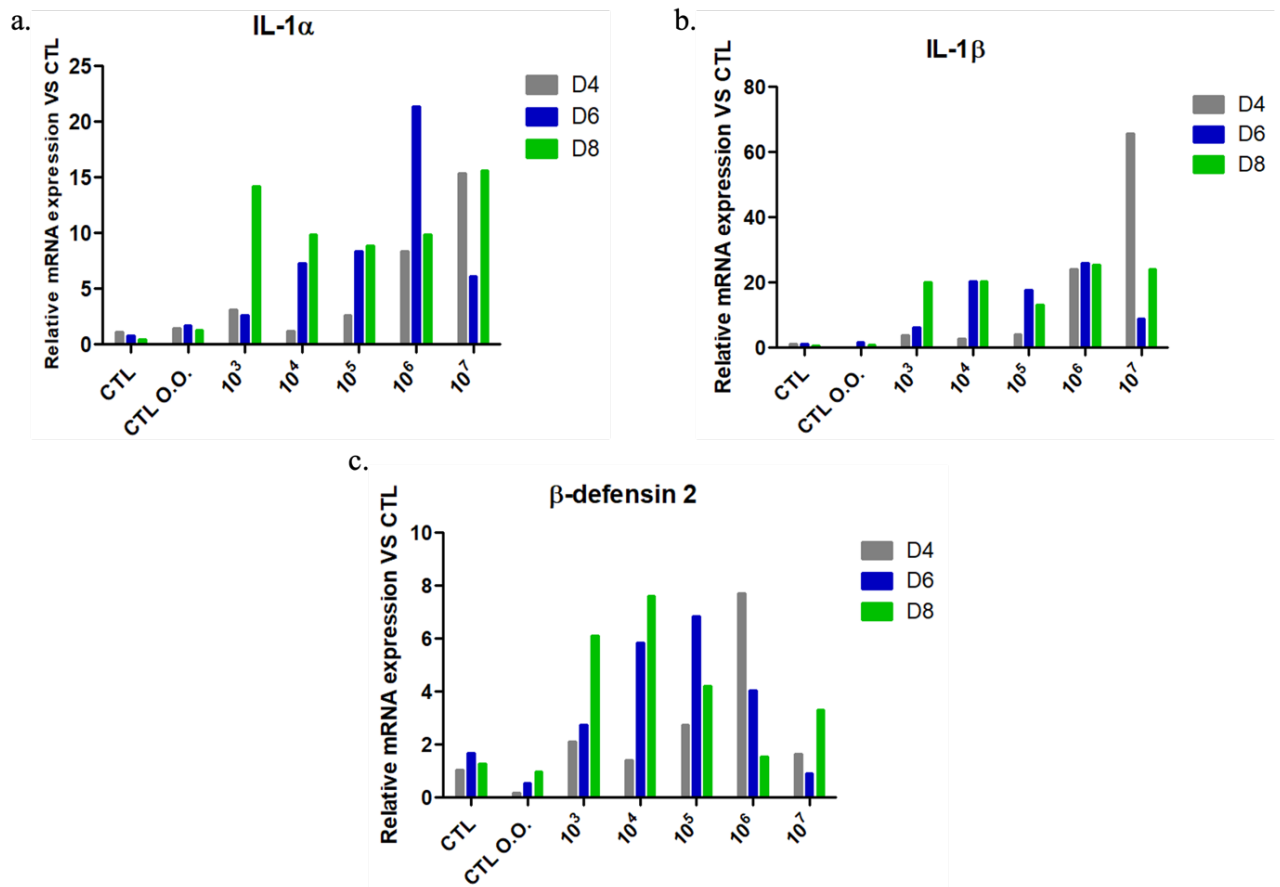 a.
IL-1α
Relative mRNA expression VS CTL
25
20
15
10
5
0
CTL
CTL O.O.
10³
10⁴
10⁵
10⁶
10⁷
D4
D6
D8
b.
IL-1β
Relative mRNA expression VS CTL
80
60
40
20
0
CTL
CTL O.O.
10³
10⁴
10⁵
10⁶
10⁷
D4
D6
D8
c.
β-defensin 2
Relative mRNA expression VS CTL
10
8
6
4
2
0
CTL
CTL O.O.
10³
10⁴
10⁵
10⁶
10⁷
D4
D6
D8